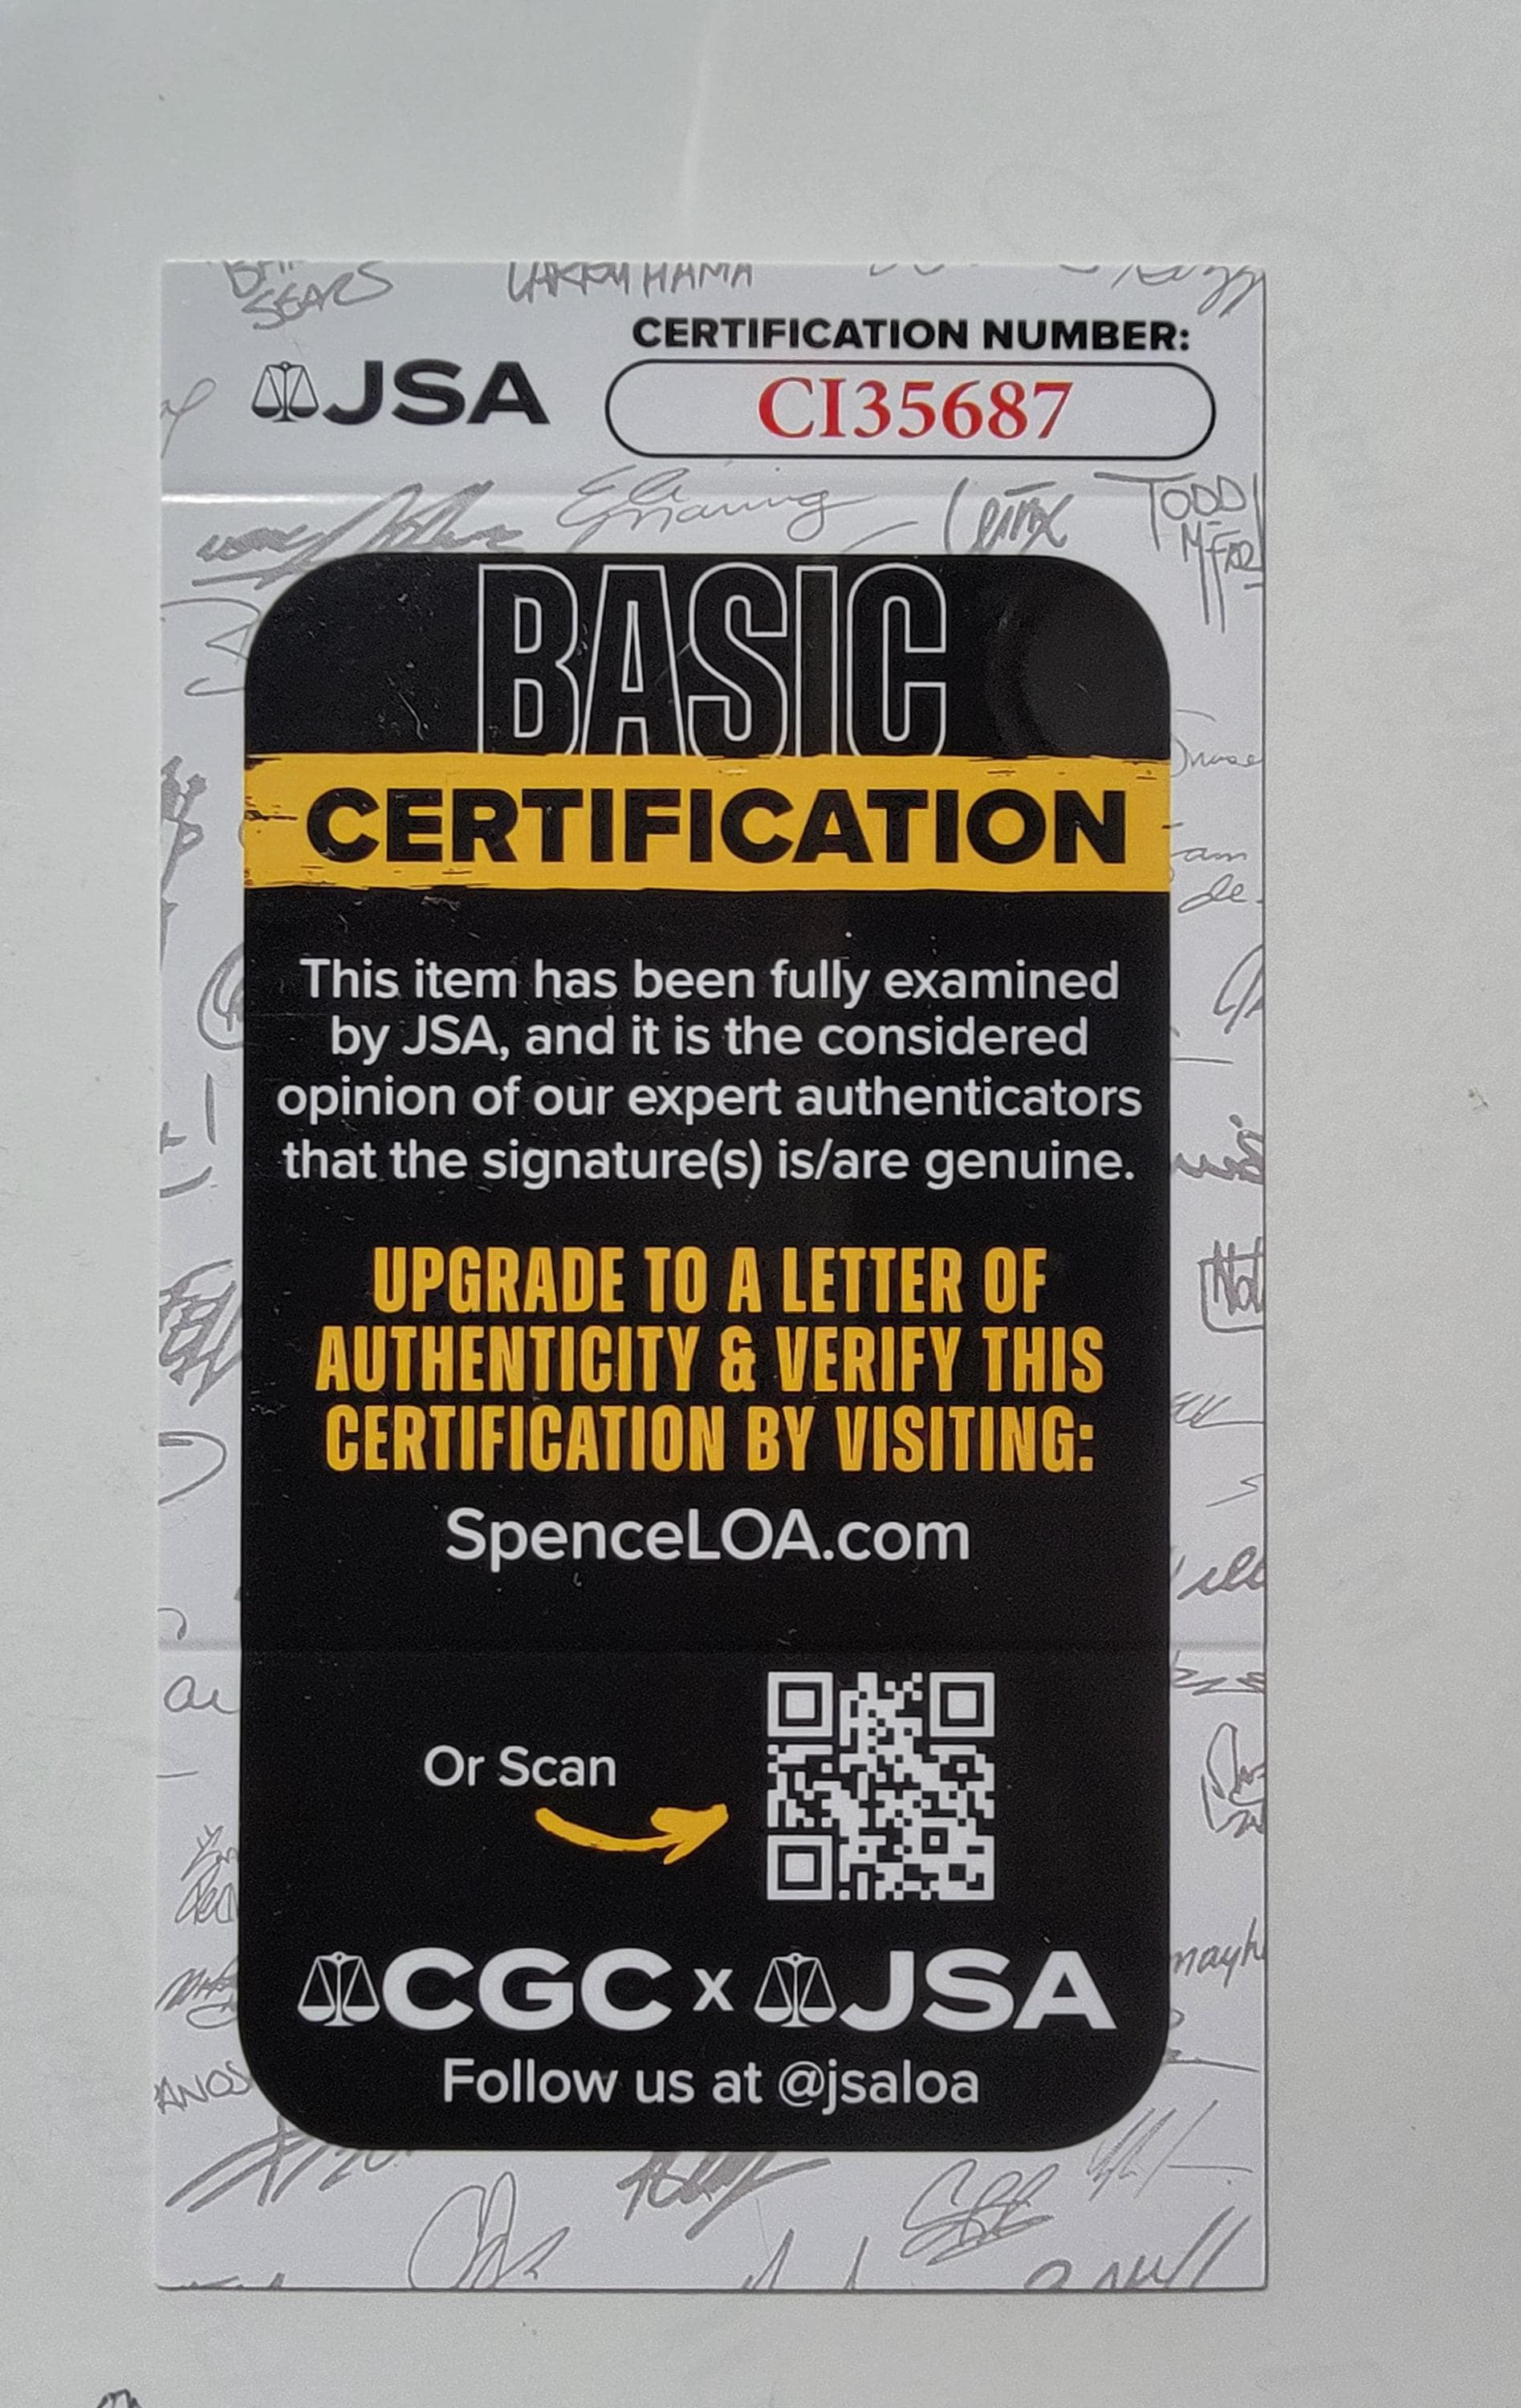 SEARS
CERTIFICATION NUMBER:
JSA
CI35687
TODD
BASIC
CERTIFICATION
This item has been fully examined
by JSA, and it is the considered
opinion of our expert authenticators
that the signature(s) is/are genuine.
UPGRADE TO A LETTER OF
AUTHENTICITY & VERIFY THIS
CERTIFICATION BY VISITING:
SpenceLOA.com
Or Scan
CGC x JSA
Follow us at @jsaloa